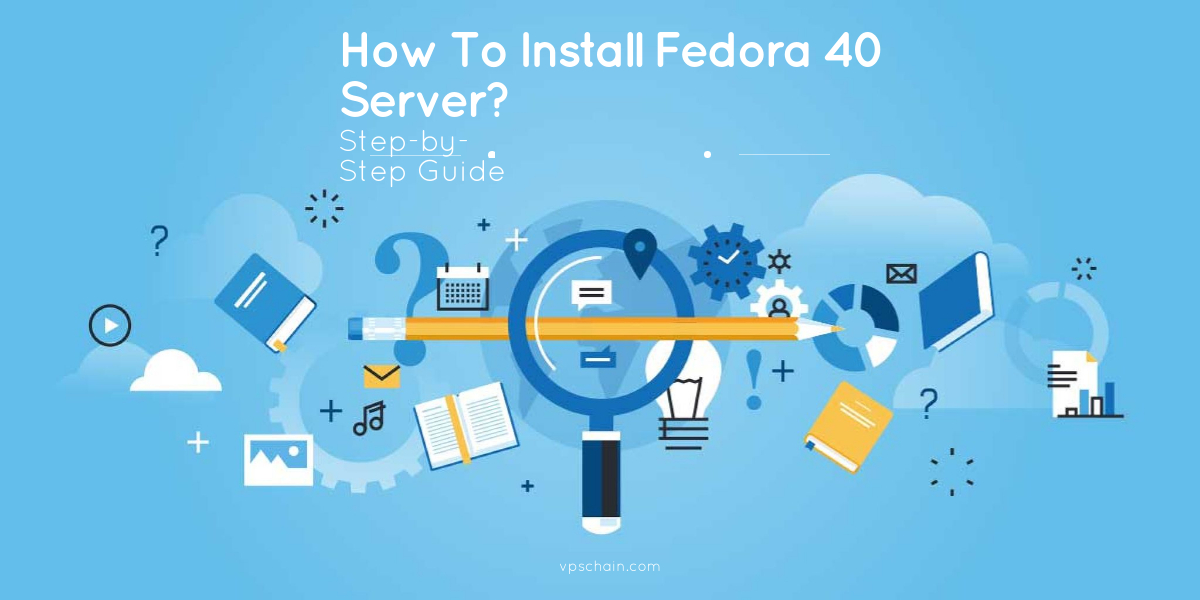 How To Install Fedora 40
Server?
Step-by-
Step Guide
vpschain.com